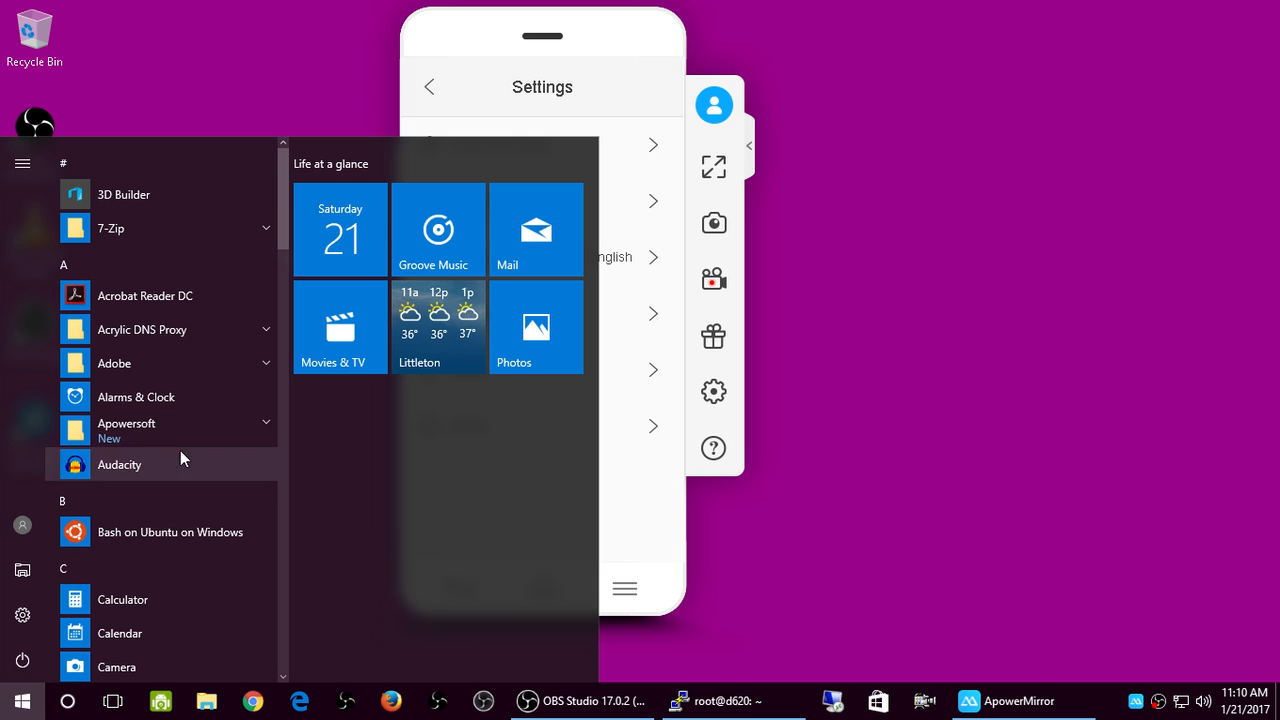 Recycle Bin
Settings
nglish
#
3D Builder
7-Zip
A
Acrobat Reader DC
Acrylic DNS Proxy
Adobe
Alarms & Clock
Apowersoft
New
Audacity
B
Bash on Ubuntu on Windows
C
Calculator
Calendar
Camera
Life at a glance
Saturday
21
Groove Music
Mail
Movies & TV
11a 12p 1p
36° 36° 37°
Littleton
Photos
OBS Studio 17.0.2 (...
root@d620: ~
ApowerMirror
11:10 AM
1/21/2017